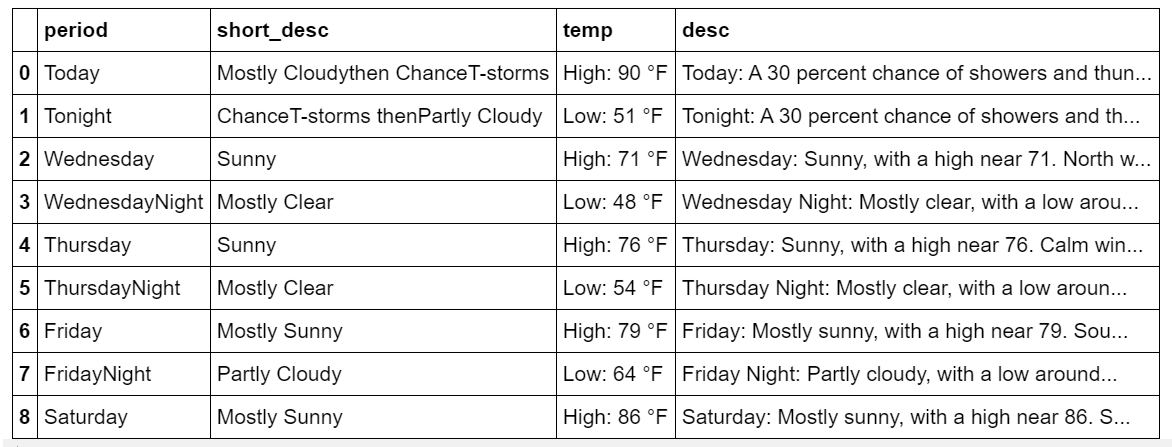 period short_desc temp desc
0 Today Mostly Cloudythen ChanceT-storms High: 90 °F Today: A 30 percent chance of showers and thun...
1 Tonight ChanceT-storms thenPartly Cloudy Low: 51 °F Tonight: A 30 percent chance of showers and th...
2 Wednesday Sunny High: 71 °F Wednesday: Sunny, with a high near 71. North w...
3 WednesdayNight Mostly Clear Low: 48 °F Wednesday Night: Mostly clear, with a low arou...
4 Thursday Sunny High: 76 °F Thursday: Sunny, with a high near 76. Calm win...
5 ThursdayNight Mostly Clear Low: 54 °F Thursday Night: Mostly clear, with a low aroun...
6 Friday Mostly Sunny High: 79 °F Friday: Mostly sunny, with a high near 79. Sou...
7 FridayNight Partly Cloudy Low: 64 °F Friday Night: Partly cloudy, with a low around...
8 Saturday Mostly Sunny High: 86 °F Saturday: Mostly sunny, with a high near 86. S...